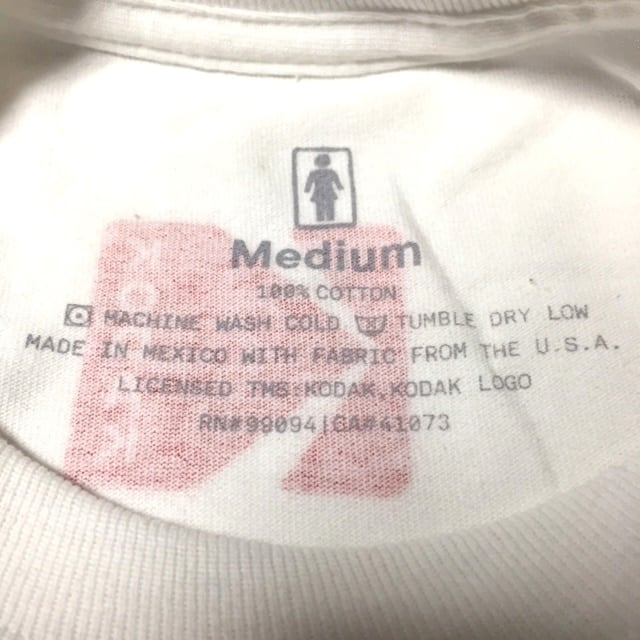 Medium
100% COTTON
MACHINE WASH COLD TUMBLE DRY LOW
MADE IN MEXICO WITH FABRIC FROM THE U.S.A.
LICENSED TMS:KODAK,KODAK LOGO
RN#99094|CA#41073